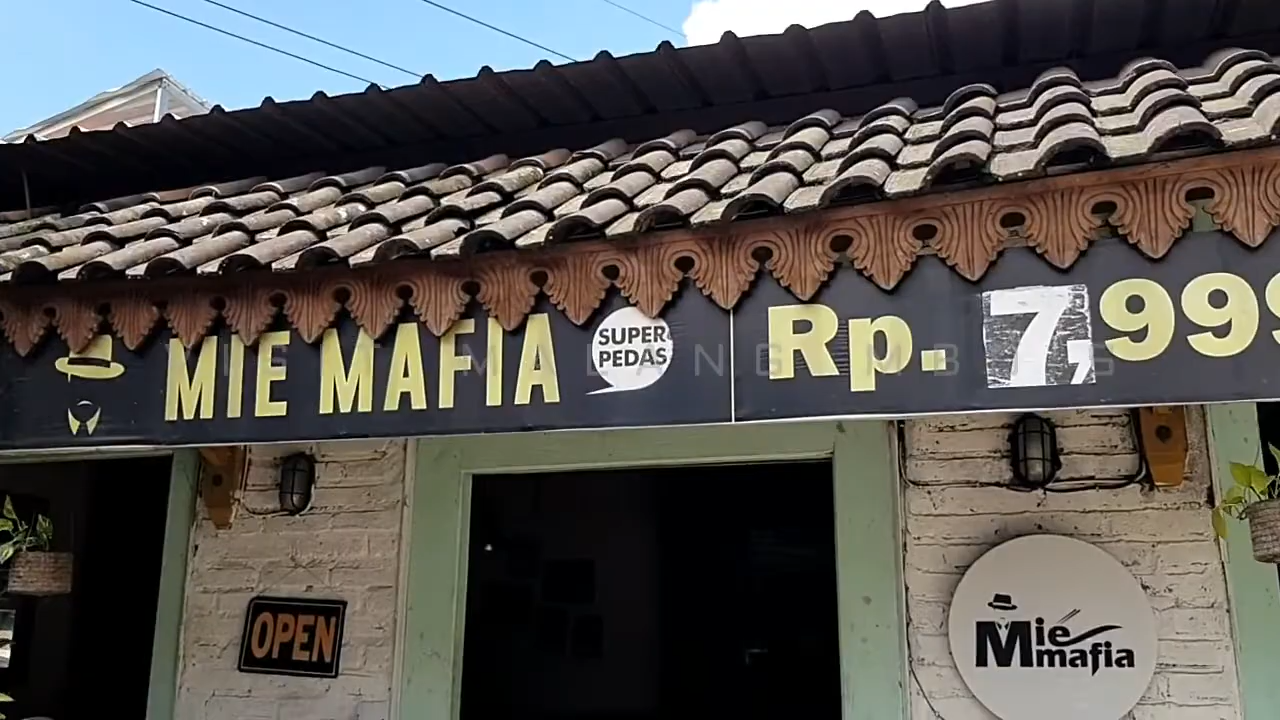 MIE MAFIA
SUPER
PEDAS
Rp. 7,999
OPEN
Mie
mafia